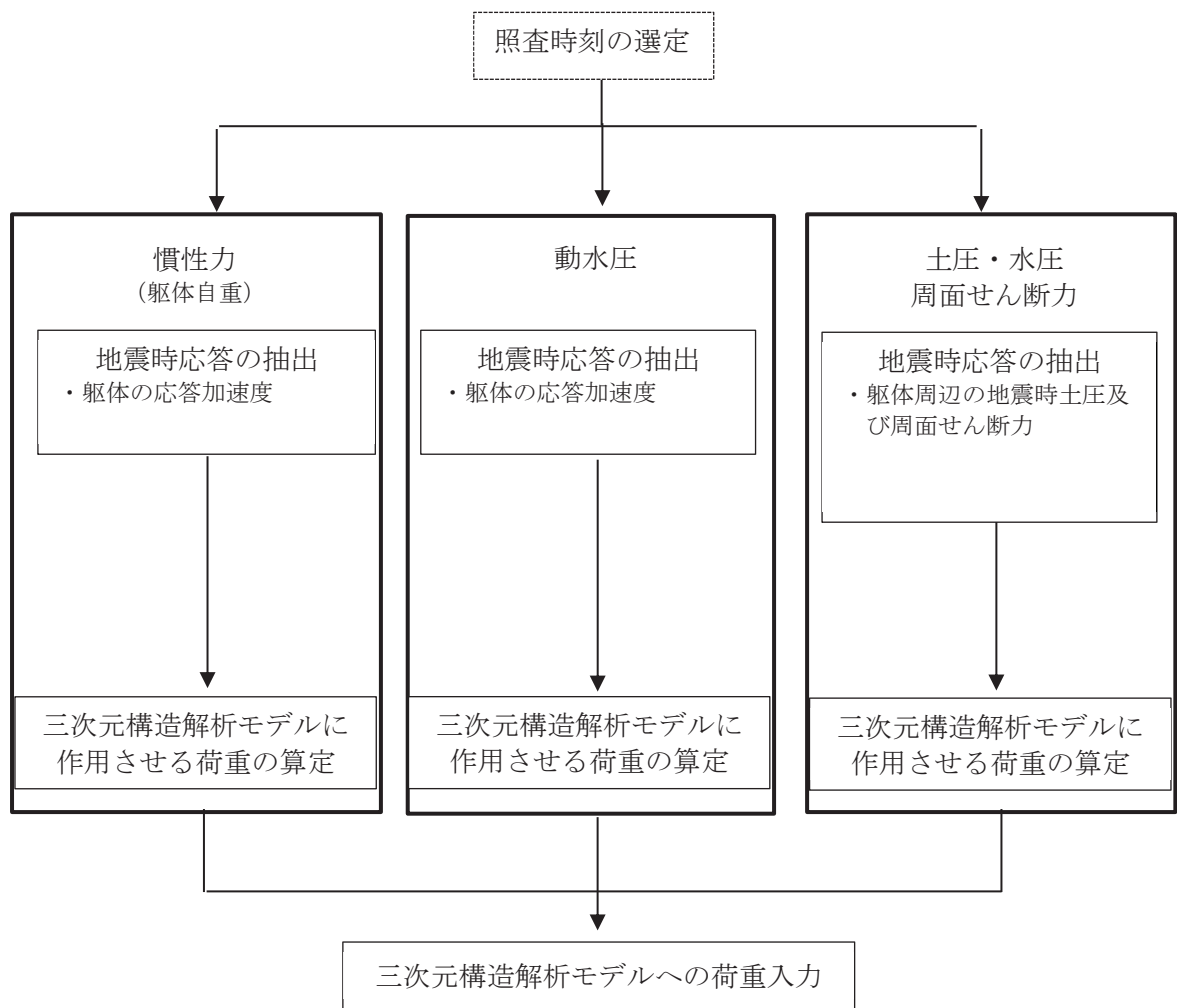 照査時刻の選定
慣性力
（躯体自重）
地震時応答の抽出
・躯体の応答加速度
三次元構造解析モデルに
作用させる荷重の算定
動水圧
地震時応答の抽出
・躯体の応答加速度
三次元構造解析モデルに
作用させる荷重の算定
土圧・水圧
周面せん断力
地震時応答の抽出
・躯体周辺の地震時土圧及
び周面せん断力
三次元構造解析モデルに
作用させる荷重の算定
三次元構造解析モデルへの荷重入力